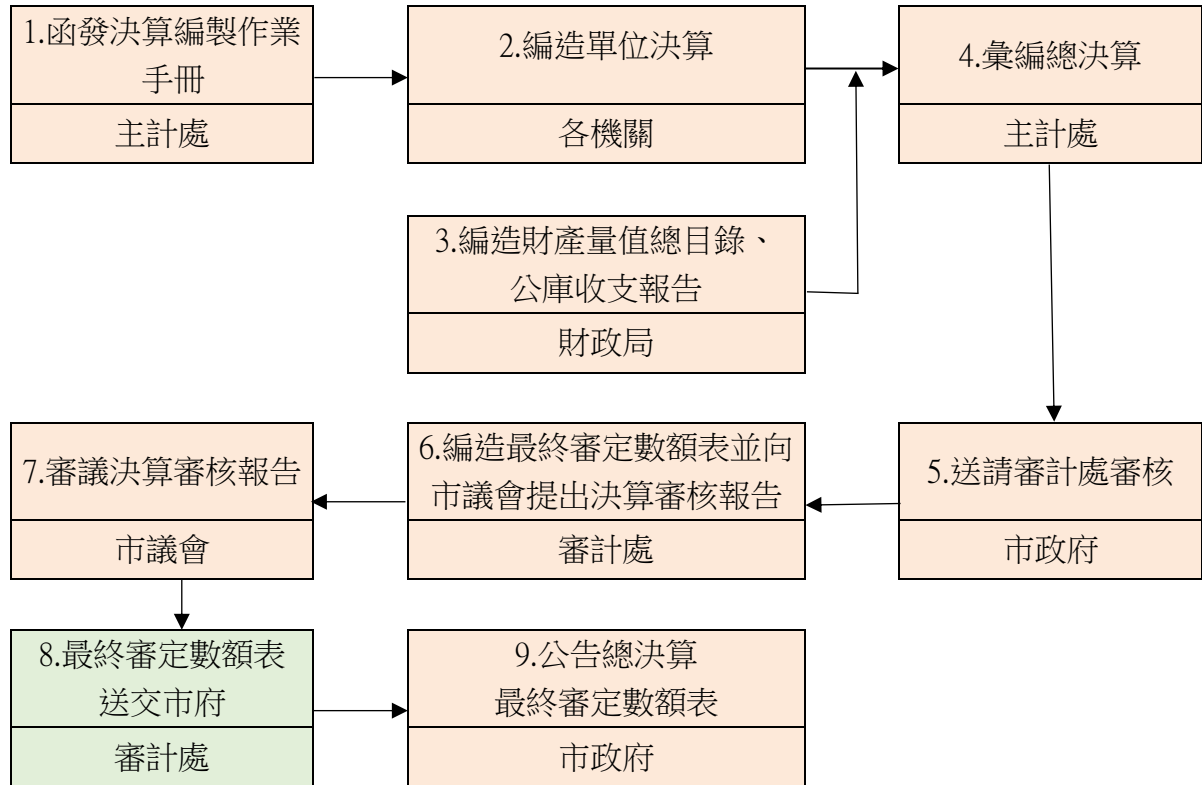 1.函發決算編製作業
手冊
主計處
2.編造單位決算
各機關
3.編造財產量值總目錄、
公庫收支報告
財政局
4.彙編總決算
主計處
5.送請審計處審核
市政府
6.編造最終審定數額表並向
市議會提出決算審核報告
審計處
7.審議決算審核報告
市議會
8.最終審定數額表
送交市府
審計處
9.公告總決算
最終審定數額表
市政府